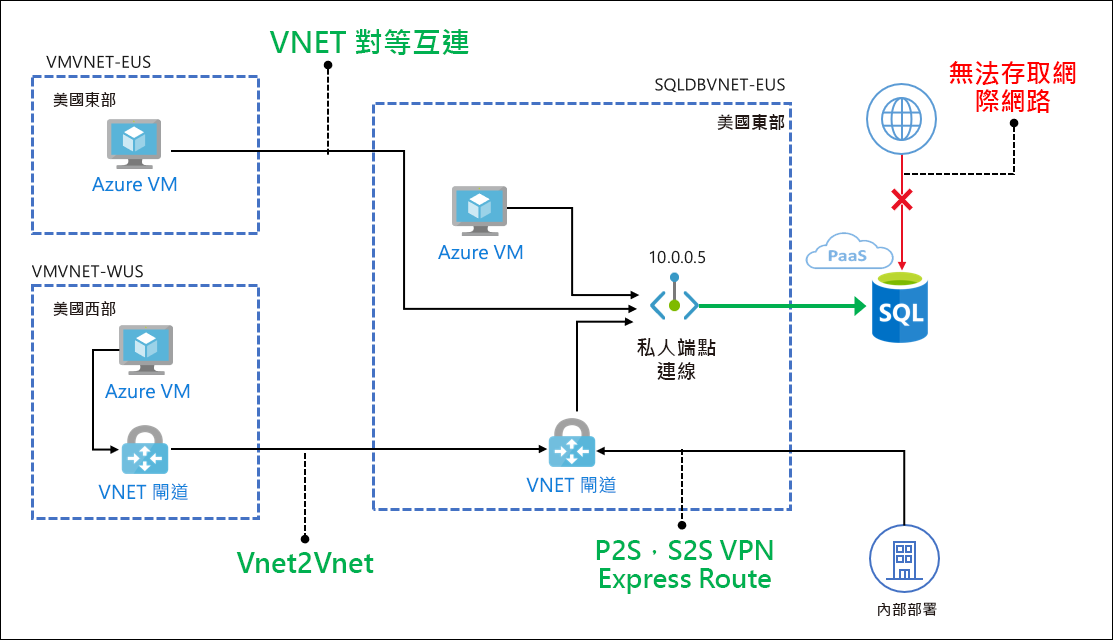 VNET 對等互連
VMVNET-EUS
美國東部
Azure VM
SQLDBVNET-EUS
美國東部
無法存取網
際網路
Azure VM
10.0.0.5
PaaS
SQL
私人端點
連線
VMVNET-WUS
美國西部
Azure VM
VNET 閘道
VNET 閘道
Vnet2Vnet
P2S，S2S VPN
Express Route
內部部署